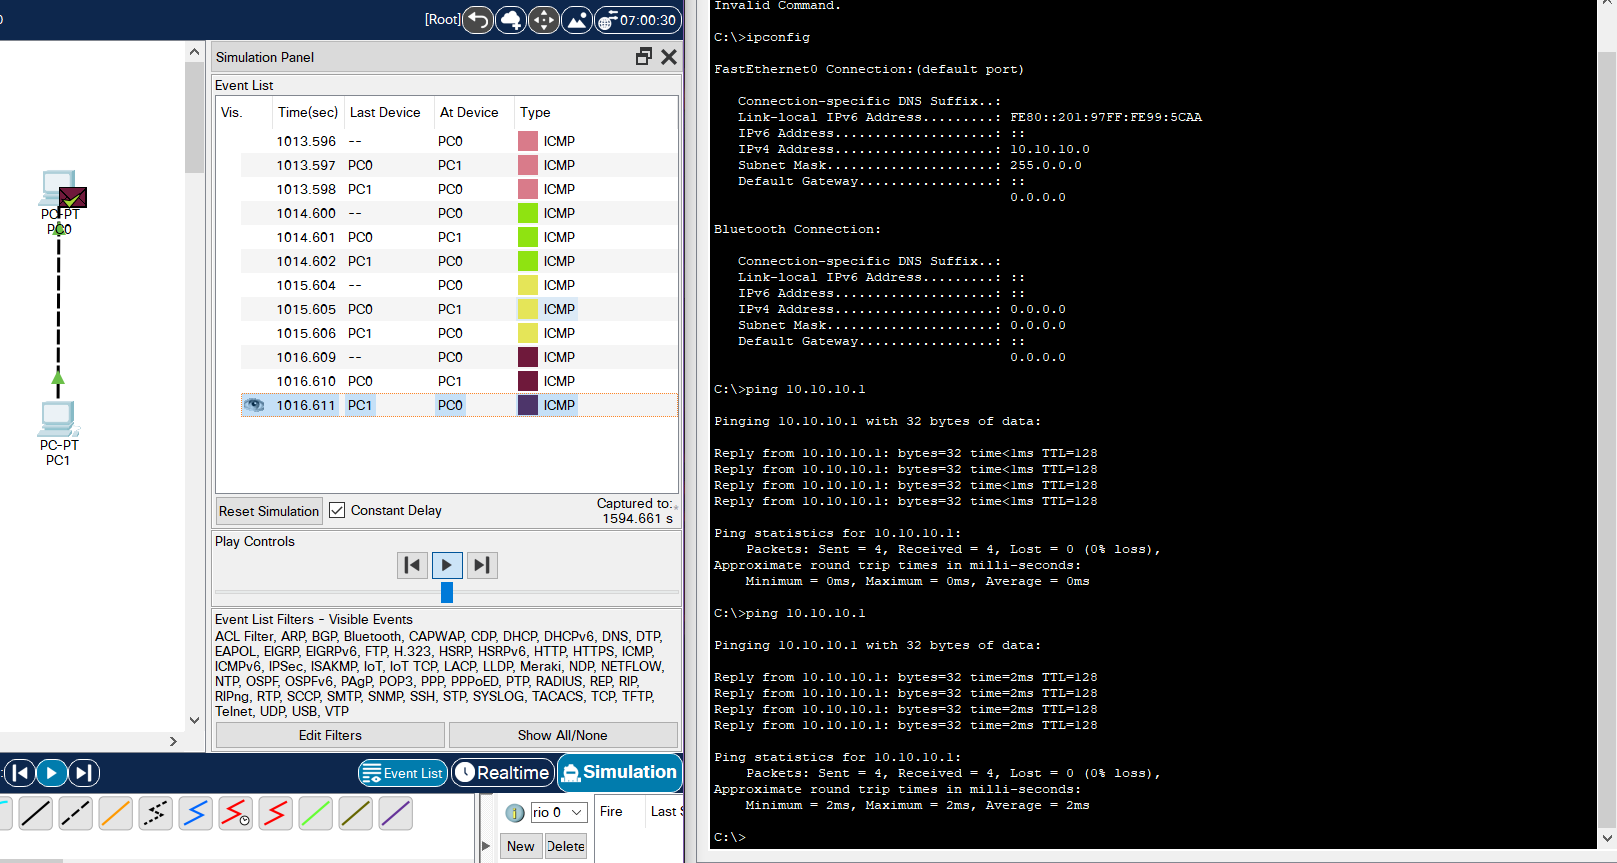 [Root]
07:00:30
Simulation Panel
Event List
Vis. Time(sec) Last Device At Device Type
1013.596 -- PC0 ICMP
1013.597 PC0 PC1 ICMP
1013.598 PC1 PC0 ICMP
1014.600 -- PC0 ICMP
1014.601 PC0 PC1 ICMP
1014.602 PC1 PC0 ICMP
1015.604 -- PC0 ICMP
1015.605 PC0 PC1 ICMP
1015.606 PC1 PC0 ICMP
1016.609 -- PC0 ICMP
1016.610 PC0 PC1 ICMP
1016.611 PC1 PC0 ICMP
Reset Simulation Constant Delay Captured to:
1594.661 s
Play Controls
Event List Filters - Visible Events
ACL Filter, ARP, BGP, Bluetooth, CAPWAP, CDP, DHCP, DHCPv6, DNS, DTP,
EAPOL, EIGRP, EIGRPv6, FTP, H.323, HSRP, HSRPv6, HTTP, HTTPS, ICMP,
ICMPv6, IPSec, ISAKMP, IoT, IoT TCP, LACP, LLDP, Meraki, NDP, NETFLOW,
NTP, OSPF, OSPFv6, PAgP, POP3, PPP, PPPoED, PTP, RADIUS, REP, RIP,
RIPng, RTP, SCCP, SMTP, SNMP, SSH, STP, SYSLOG, TACACS, TCP, TFTP,
Telnet, UDP, USB, VTP
Edit Filters Show All/None
Event List Realtime Simulation
rio 0 Fire Last S
New Delete
PC-PT
PC0
PC-PT
PC1
Invalid Command.
C:\>ipconfig
FastEthernet0 Connection:(default port)
Connection-specific DNS Suffix..:
Link-local IPv6 Address.........: FE80::201:97FF:FE99:5CAA
IPv6 Address....................: ::
IPv4 Address....................: 10.10.10.0
Subnet Mask.....................: 255.0.0.0
Default Gateway.................: ::
0.0.0.0
Bluetooth Connection:
Connection-specific DNS Suffix..:
Link-local IPv6 Address.........: ::
IPv6 Address....................: ::
IPv4 Address....................: 0.0.0.0
Subnet Mask.....................: 0.0.0.0
Default Gateway.................: ::
0.0.0.0
C:\>ping 10.10.10.1
Pinging 10.10.10.1 with 32 bytes of data:
Reply from 10.10.10.1: bytes=32 time<1ms TTL=128
Reply from 10.10.10.1: bytes=32 time<1ms TTL=128
Reply from 10.10.10.1: bytes=32 time<1ms TTL=128
Reply from 10.10.10.1: bytes=32 time<1ms TTL=128
Ping statistics for 10.10.10.1:
Packets: Sent = 4, Received = 4, Lost = 0 (0% loss),
Approximate round trip times in milli-seconds:
Minimum = 0ms, Maximum = 0ms, Average = 0ms
C:\>ping 10.10.10.1
Pinging 10.10.10.1 with 32 bytes of data:
Reply from 10.10.10.1: bytes=32 time=2ms TTL=128
Reply from 10.10.10.1: bytes=32 time=2ms TTL=128
Reply from 10.10.10.1: bytes=32 time=2ms TTL=128
Reply from 10.10.10.1: bytes=32 time=2ms TTL=128
Ping statistics for 10.10.10.1:
Packets: Sent = 4, Received = 4, Lost = 0 (0% loss),
Approximate round trip times in milli-seconds:
Minimum = 2ms, Maximum = 2ms, Average = 2ms
C:\>